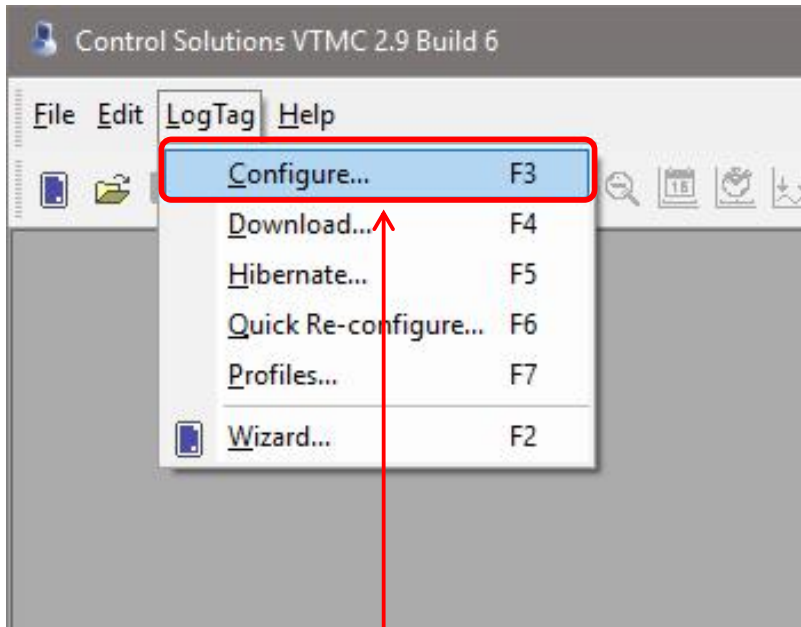 Control Solutions VTMC 2.9 Build 6
File Edit LogTag Help
Configure... F3
Download... F4
Hibernate... F5
Quick Re-configure... F6
Profiles... F7
Wizard... F2
15